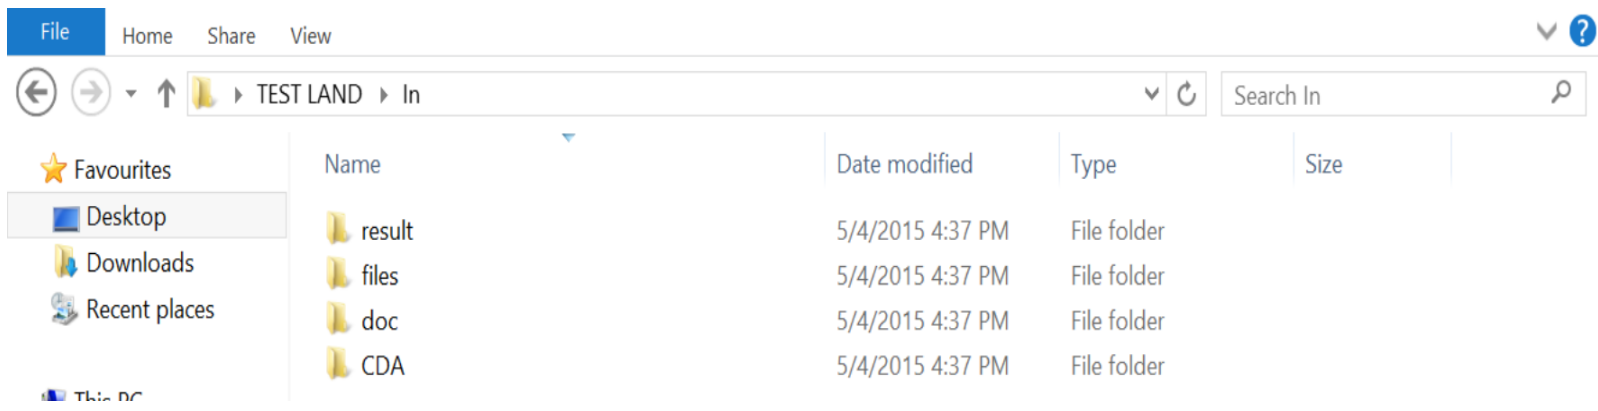 File Home Share View ?
TEST LAND In Search In
Favourites
Desktop
Downloads
Recent places
This PC
Name Date modified Type Size
result 5/4/2015 4:37 PM File folder
files 5/4/2015 4:37 PM File folder
doc 5/4/2015 4:37 PM File folder
CDA 5/4/2015 4:37 PM File folder